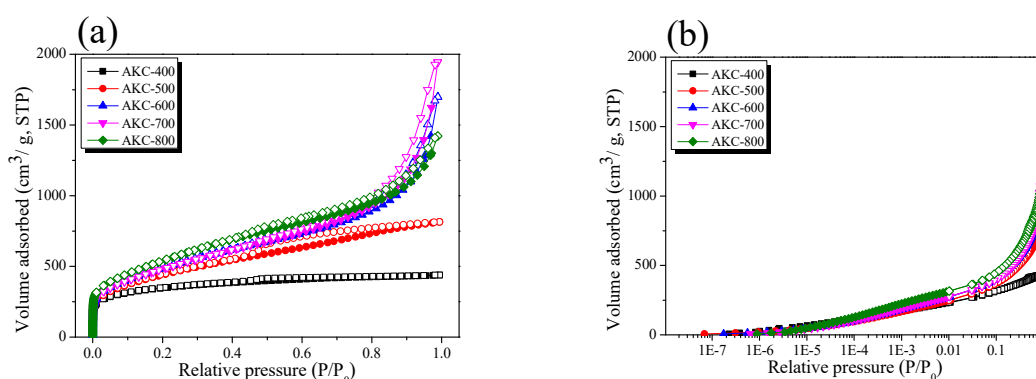 (a)
2000
1500
1000
500
0
Volume adsorbed (cm³/ g, STP)
AKC-400
AKC-500
AKC-600
AKC-700
AKC-800
0.0 0.2 0.4 0.6 0.8 1.0
Relative pressure (P/P₀)
(b)
2000
1500
1000
500
0
Volume adsorbed (cm³/ g, STP)
AKC-400
AKC-500
AKC-600
AKC-700
AKC-800
1E-7 1E-6 1E-5 1E-4 1E-3 0.01 0.1
Relative pressure (P/P₀)